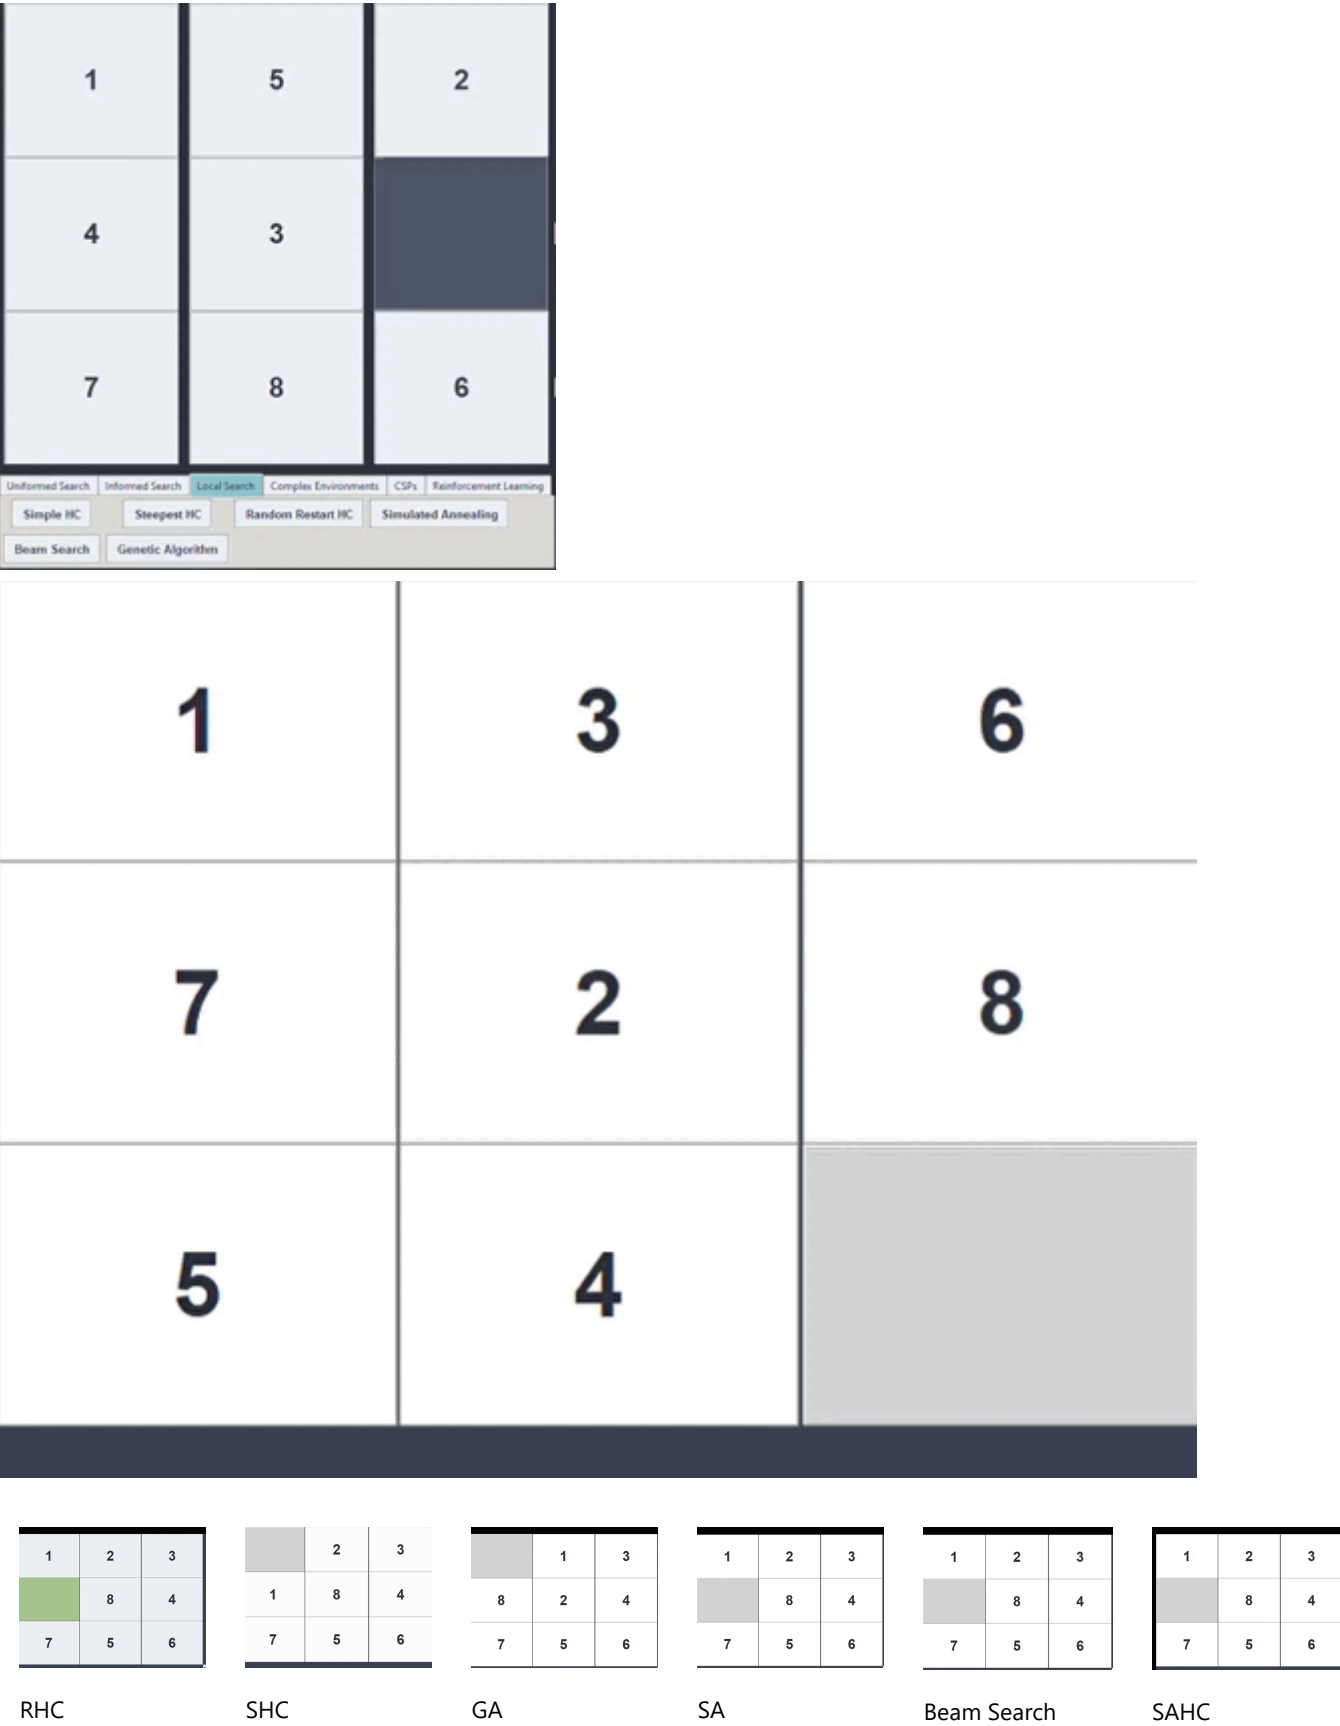 1 5 2
4 3
7 8 6
Uniformed Search Informed Search Local Search Complex Environments CSPs Reinforcement Learning
Simple HC Steepest HC Random Restart HC Simulated Annealing
Beam Search Genetic Algorithm
1 3 6
7 2 8
5 4
1 2 3
8 4
7 5 6
RHC
2 3
1 8 4
7 5 6
SHC
1 3
8 2 4
7 5 6
GA
1 2 3
8 4
7 5 6
SA
1 2 3
8 4
7 5 6
Beam Search
1 2 3
8 4
7 5 6
SAHC